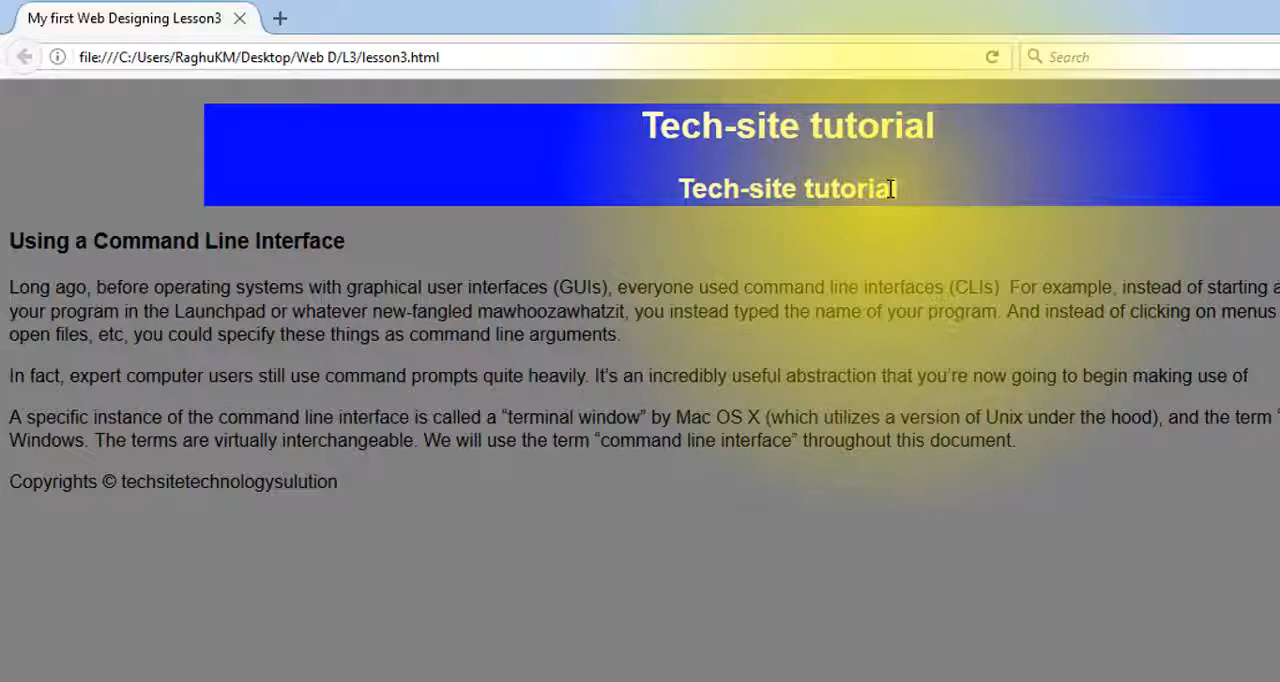 My first Web Designing Lesson3
file:///C:/Users/RaghuKM/Desktop/Web D/L3/lesson3.html
Search
Tech-site tutorial
Tech-site tutorial
Using a Command Line Interface
Long ago, before operating systems with graphical user interfaces (GUIs), everyone used command line interfaces (CLIs)  For example, instead of starting a
your program in the Launchpad or whatever new-fangled mawhoozawhatzit, you instead typed the name of your program. And instead of clicking on menus
open files, etc, you could specify these things as command line arguments.
In fact, expert computer users still use command prompts quite heavily. It's an incredibly useful abstraction that you're now going to begin making use of
A specific instance of the command line interface is called a “terminal window” by Mac OS X (which utilizes a version of Unix under the hood), and the term “
Windows. The terms are virtually interchangeable. We will use the term “command line interface” throughout this document.
Copyrights © techsitetechnologysulution